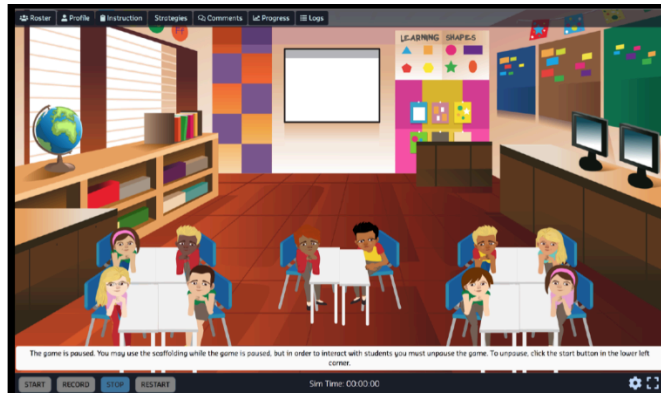 Roster Profile Instruction Strategies Comments Progress Logs
LEARNING SHAPES
The game is paused. You may use the scaffolding while the game is paused, but in order to interact with students you must unpause the game. To unpause, click the start button in the lower left
corner.
START RECORD STOP RESTART Sim Time: 00:00:00